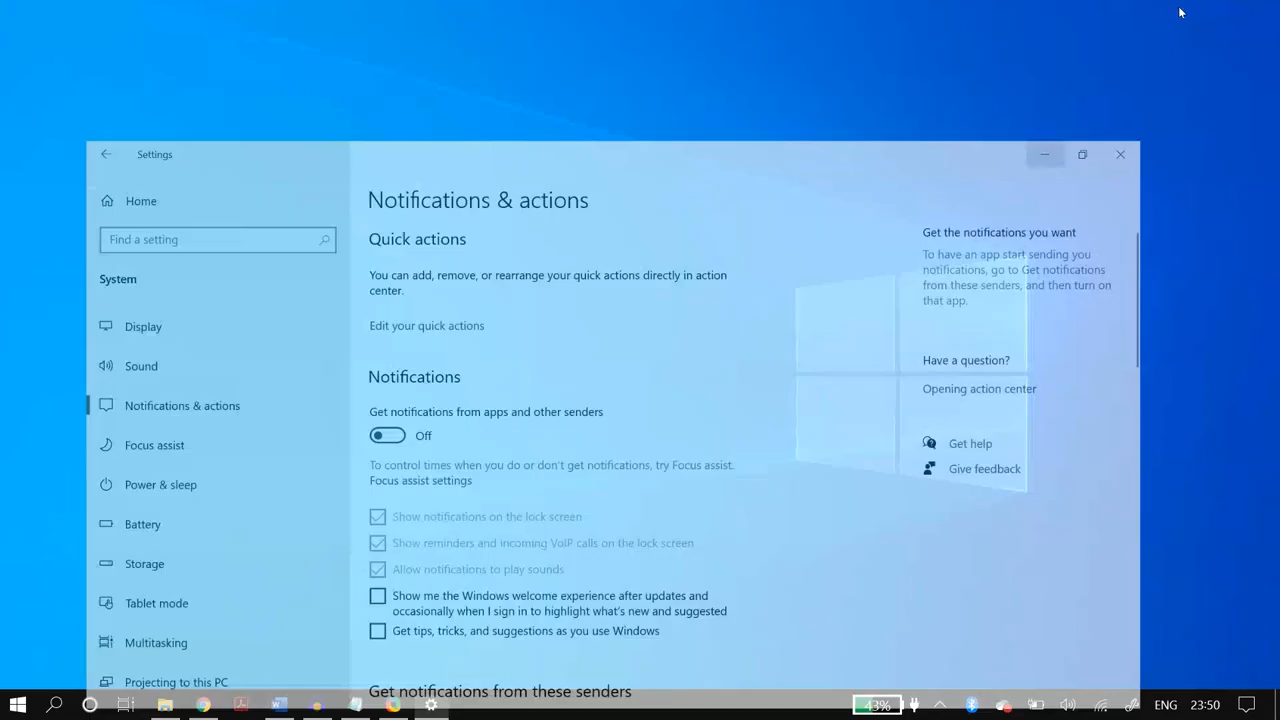 Settings
Home
Find a setting
System
Display
Sound
Notifications & actions
Focus assist
Power & sleep
Battery
Storage
Tablet mode
Multitasking
Projecting to this PC
Notifications & actions
Quick actions
You can add, remove, or rearrange your quick actions directly in action
center.
Edit your quick actions
Notifications
Get notifications from apps and other senders
Off
To control times when you do or don't get notifications, try Focus assist.
Focus assist settings
Show notifications on the lock screen
Show reminders and incoming VoIP calls on the lock screen
Allow notifications to play sounds
Show me the Windows welcome experience after updates and
occasionally when I sign in to highlight what's new and suggested
Get tips, tricks, and suggestions as you use Windows
Get notifications from these senders
Get the notifications you want
To have an app start sending you
notifications, go to Get notifications
from these senders, and then turn on
that app.
Have a question?
Opening action center
Get help
Give feedback
43%
ENG
23:50